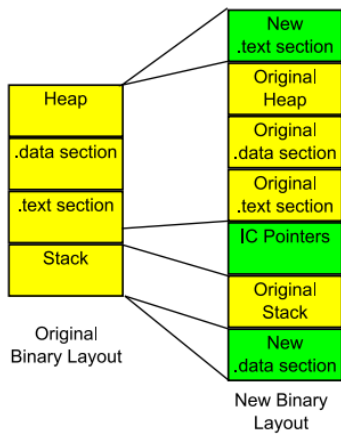 Heap
.data section
.text section
Stack
Original
Binary Layout
New
.text section
Original
Heap
Original
.data section
Original
.text section
IC Pointers
Original
Stack
New
.data section
New Binary
Layout